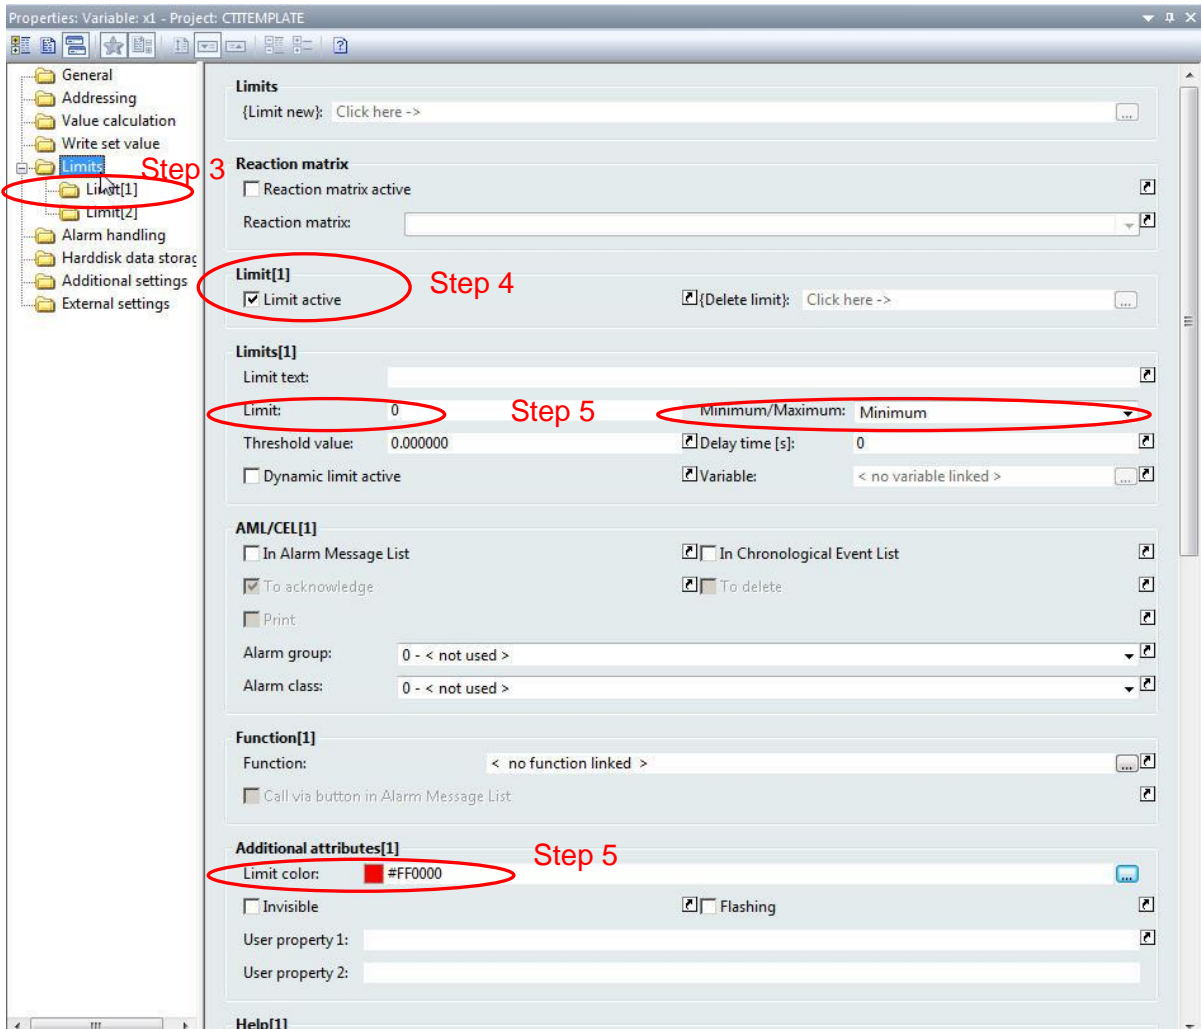 Properties: Variable: x1 - Project: CTITEMPLATE
General
Addressing
Value calculation
Write set value
Limits
Step 3
Limit[1]
Limit[2]
Alarm handling
Harddisk data storag
Additional settings
External settings
Limits
{Limit new}: Click here ->
Reaction matrix
Reaction matrix active
Reaction matrix:
Limit[1]
Step 4
Limit active
{Delete limit}: Click here ->
Limits[1]
Limit text:
Limit: 0
Step 5
Minimum/Maximum: Minimum
Threshold value: 0.000000
Delay time [s]: 0
Dynamic limit active
Variable: < no variable linked >
AML/CEL[1]
In Alarm Message List
In Chronological Event List
To acknowledge
To delete
Print
Alarm group: 0 - < not used >
Alarm class: 0 - < not used >
Function[1]
Function: < no function linked >
Call via button in Alarm Message List
Additional attributes[1]
Step 5
Limit color: #FF0000
Invisible
Flashing
User property 1:
User property 2:
Help[1]